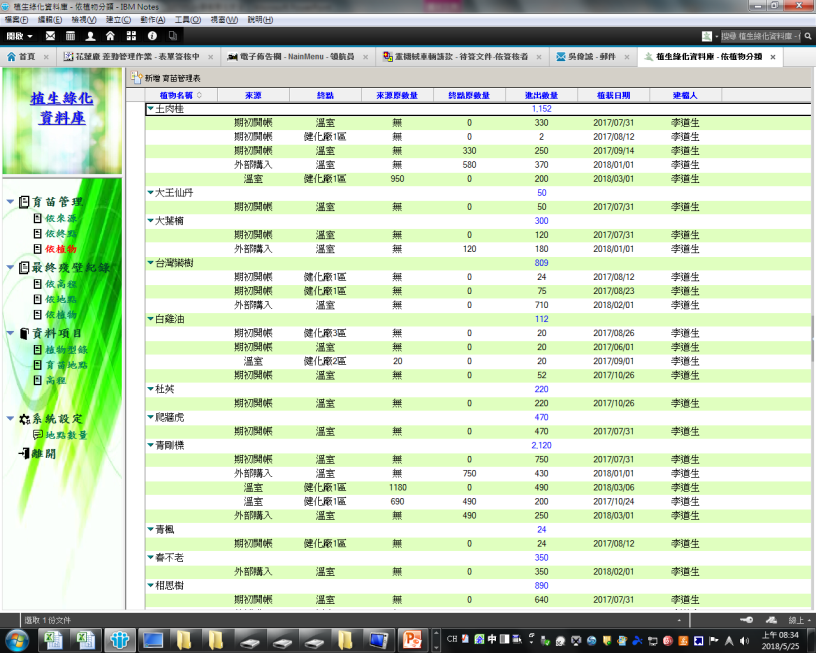 植生綠化資料庫 - 依植物分類 - IBM Notes
檔案(F) 編輯(E) 檢視(V) 建立(C) 動作(A) 工具(O) 視窗(W) 說明(H)
開啟
搜尋 植生綠化資料庫 -
首頁
花蓮廠 差勤管理作業 - 表單簽核中
電子佈告欄 - NainMenu - 領航員
重機械車輛請款 - 待簽文件-依簽核者
吳偉誠 - 郵件
植生綠化資料庫 - 依植物分類
植生綠化
資料庫
育苗管理
依來源
依終點
依植物
最終殘壁紀錄
依高程
依地點
依植物
資料項目
植物型錄
育苗地點
高程
系統設定
地點數量
離開
新增 育苗管理表
植物名稱 來源 終點 來源原數量 終點原數量 進出數量 植栽日期 建檔人
土肉桂 1,152
期初開帳 溫室 無 0 330 2017/07/31 李道生
期初開帳 健化廠1區 無 0 2 2017/08/12 李道生
期初開帳 溫室 無 330 250 2017/09/14 李道生
外部購入 溫室 無 580 370 2018/01/01 李道生
溫室 健化廠1區 950 0 200 2018/03/01 李道生
大王仙丹 50
期初開帳 溫室 無 0 50 2017/07/31 李道生
大葉楠 300
期初開帳 溫室 無 0 120 2017/07/31 李道生
外部購入 溫室 無 120 180 2018/01/01 李道生
台灣欒樹 809
期初開帳 健化廠1區 無 0 24 2017/08/12 李道生
期初開帳 健化廠1區 無 0 75 2017/08/23 李道生
外部購入 溫室 無 0 710 2018/02/01 李道生
白雞油 112
期初開帳 健化廠3區 無 0 20 2017/08/26 李道生
期初開帳 溫室 無 0 20 2017/06/01 李道生
溫室 健化廠2區 20 0 20 2017/09/01 李道生
期初開帳 溫室 無 0 52 2017/10/26 李道生
杜英 220
期初開帳 溫室 無 0 220 2017/10/26 李道生
爬牆虎 470
期初開帳 溫室 無 0 470 2017/07/31 李道生
青剛櫟 2,120
期初開帳 溫室 無 0 750 2017/07/31 李道生
外部購入 溫室 無 750 430 2018/01/01 李道生
溫室 健化廠1區 1180 0 490 2018/03/06 李道生
溫室 健化廠1區 690 490 200 2017/10/24 李道生
外部購入 溫室 無 490 250 2018/03/01 李道生
青楓 24
期初開帳 健化廠1區 無 0 24 2017/08/12 李道生
春不老 350
外部購入 溫室 無 0 350 2018/02/01 李道生
相思樹 890
期初開帳 溫室 無 0 640 2017/07/31 李道生
選取 1 份文件
線上
CH
中
上午 08:34
2018/5/25